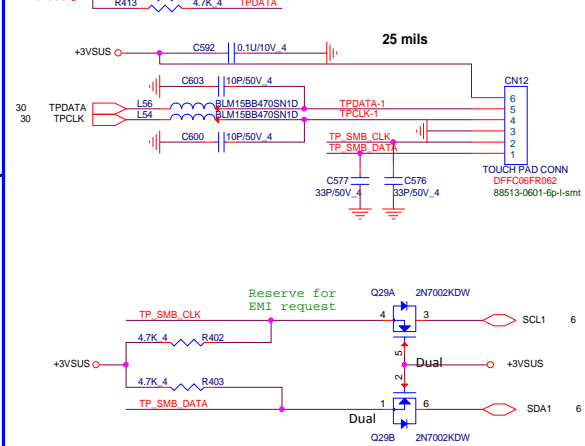 R413 4.7K_4 TPDATA
+3VSUS C592 0.1U/10V_4 25 mils
C603 10P/50V_4 CN12
30 TPDATA L56 BLM15BB470SN1D TPDATA-1
30 TPCLK L54 BLM15BB470SN1D TPCLK-1
C600 10P/50V_4
TP_SMB_CLK
TP_SMB_DATA
6
5
4
3
2
1
TOUCH PAD CONN
DFFC06FR062
88513-0601-6p-l-smt
C577 C576
33P/50V_4 33P/50V_4
Reserve for
EMI request
Q29A 2N7002KDW
TP_SMB_CLK 4 3 SCL1 6
4.7K_4 R402
5 Dual
+3VSUS +3VSUS
2
4.7K_4 R403
TP_SMB_DATA 1 6 SDA1 6
Dual
Q29B 2N7002KDW